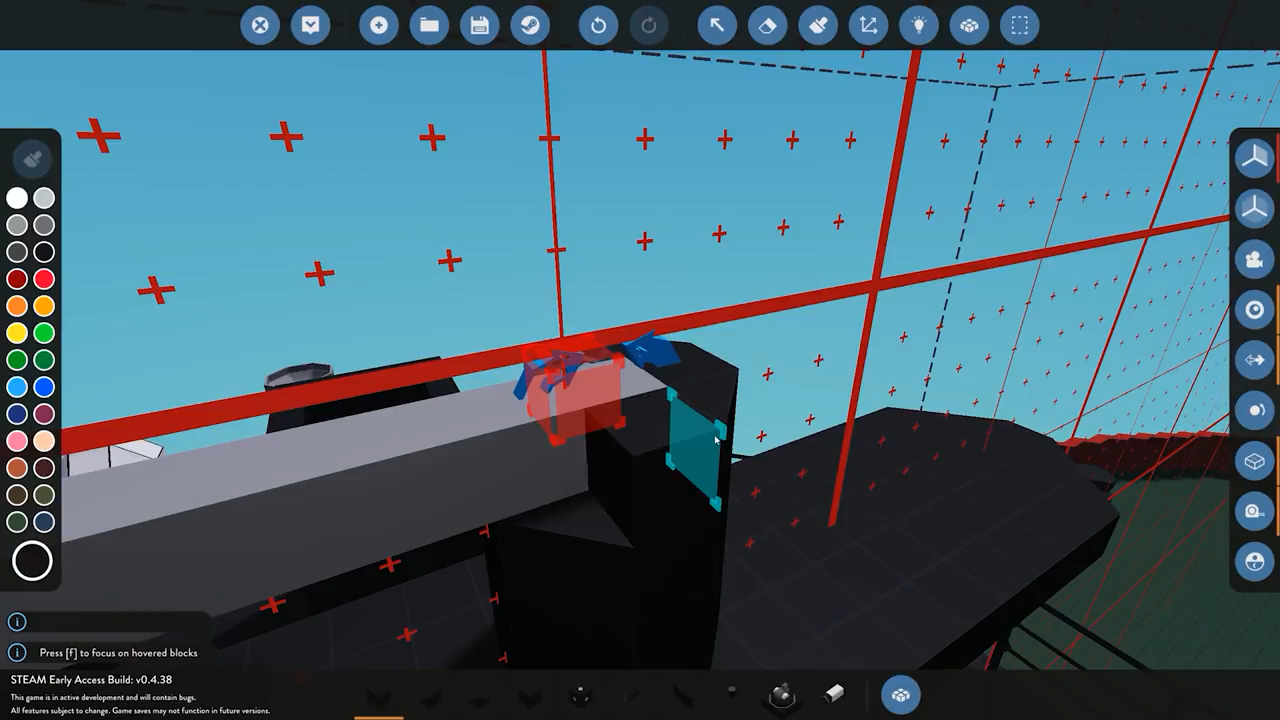 Press [f] to focus on hovered blocks
STEAM Early Access Build: v0.4.38
This game is in active development and will contain bugs.
All features subject to change. Game saves may not function in future versions.